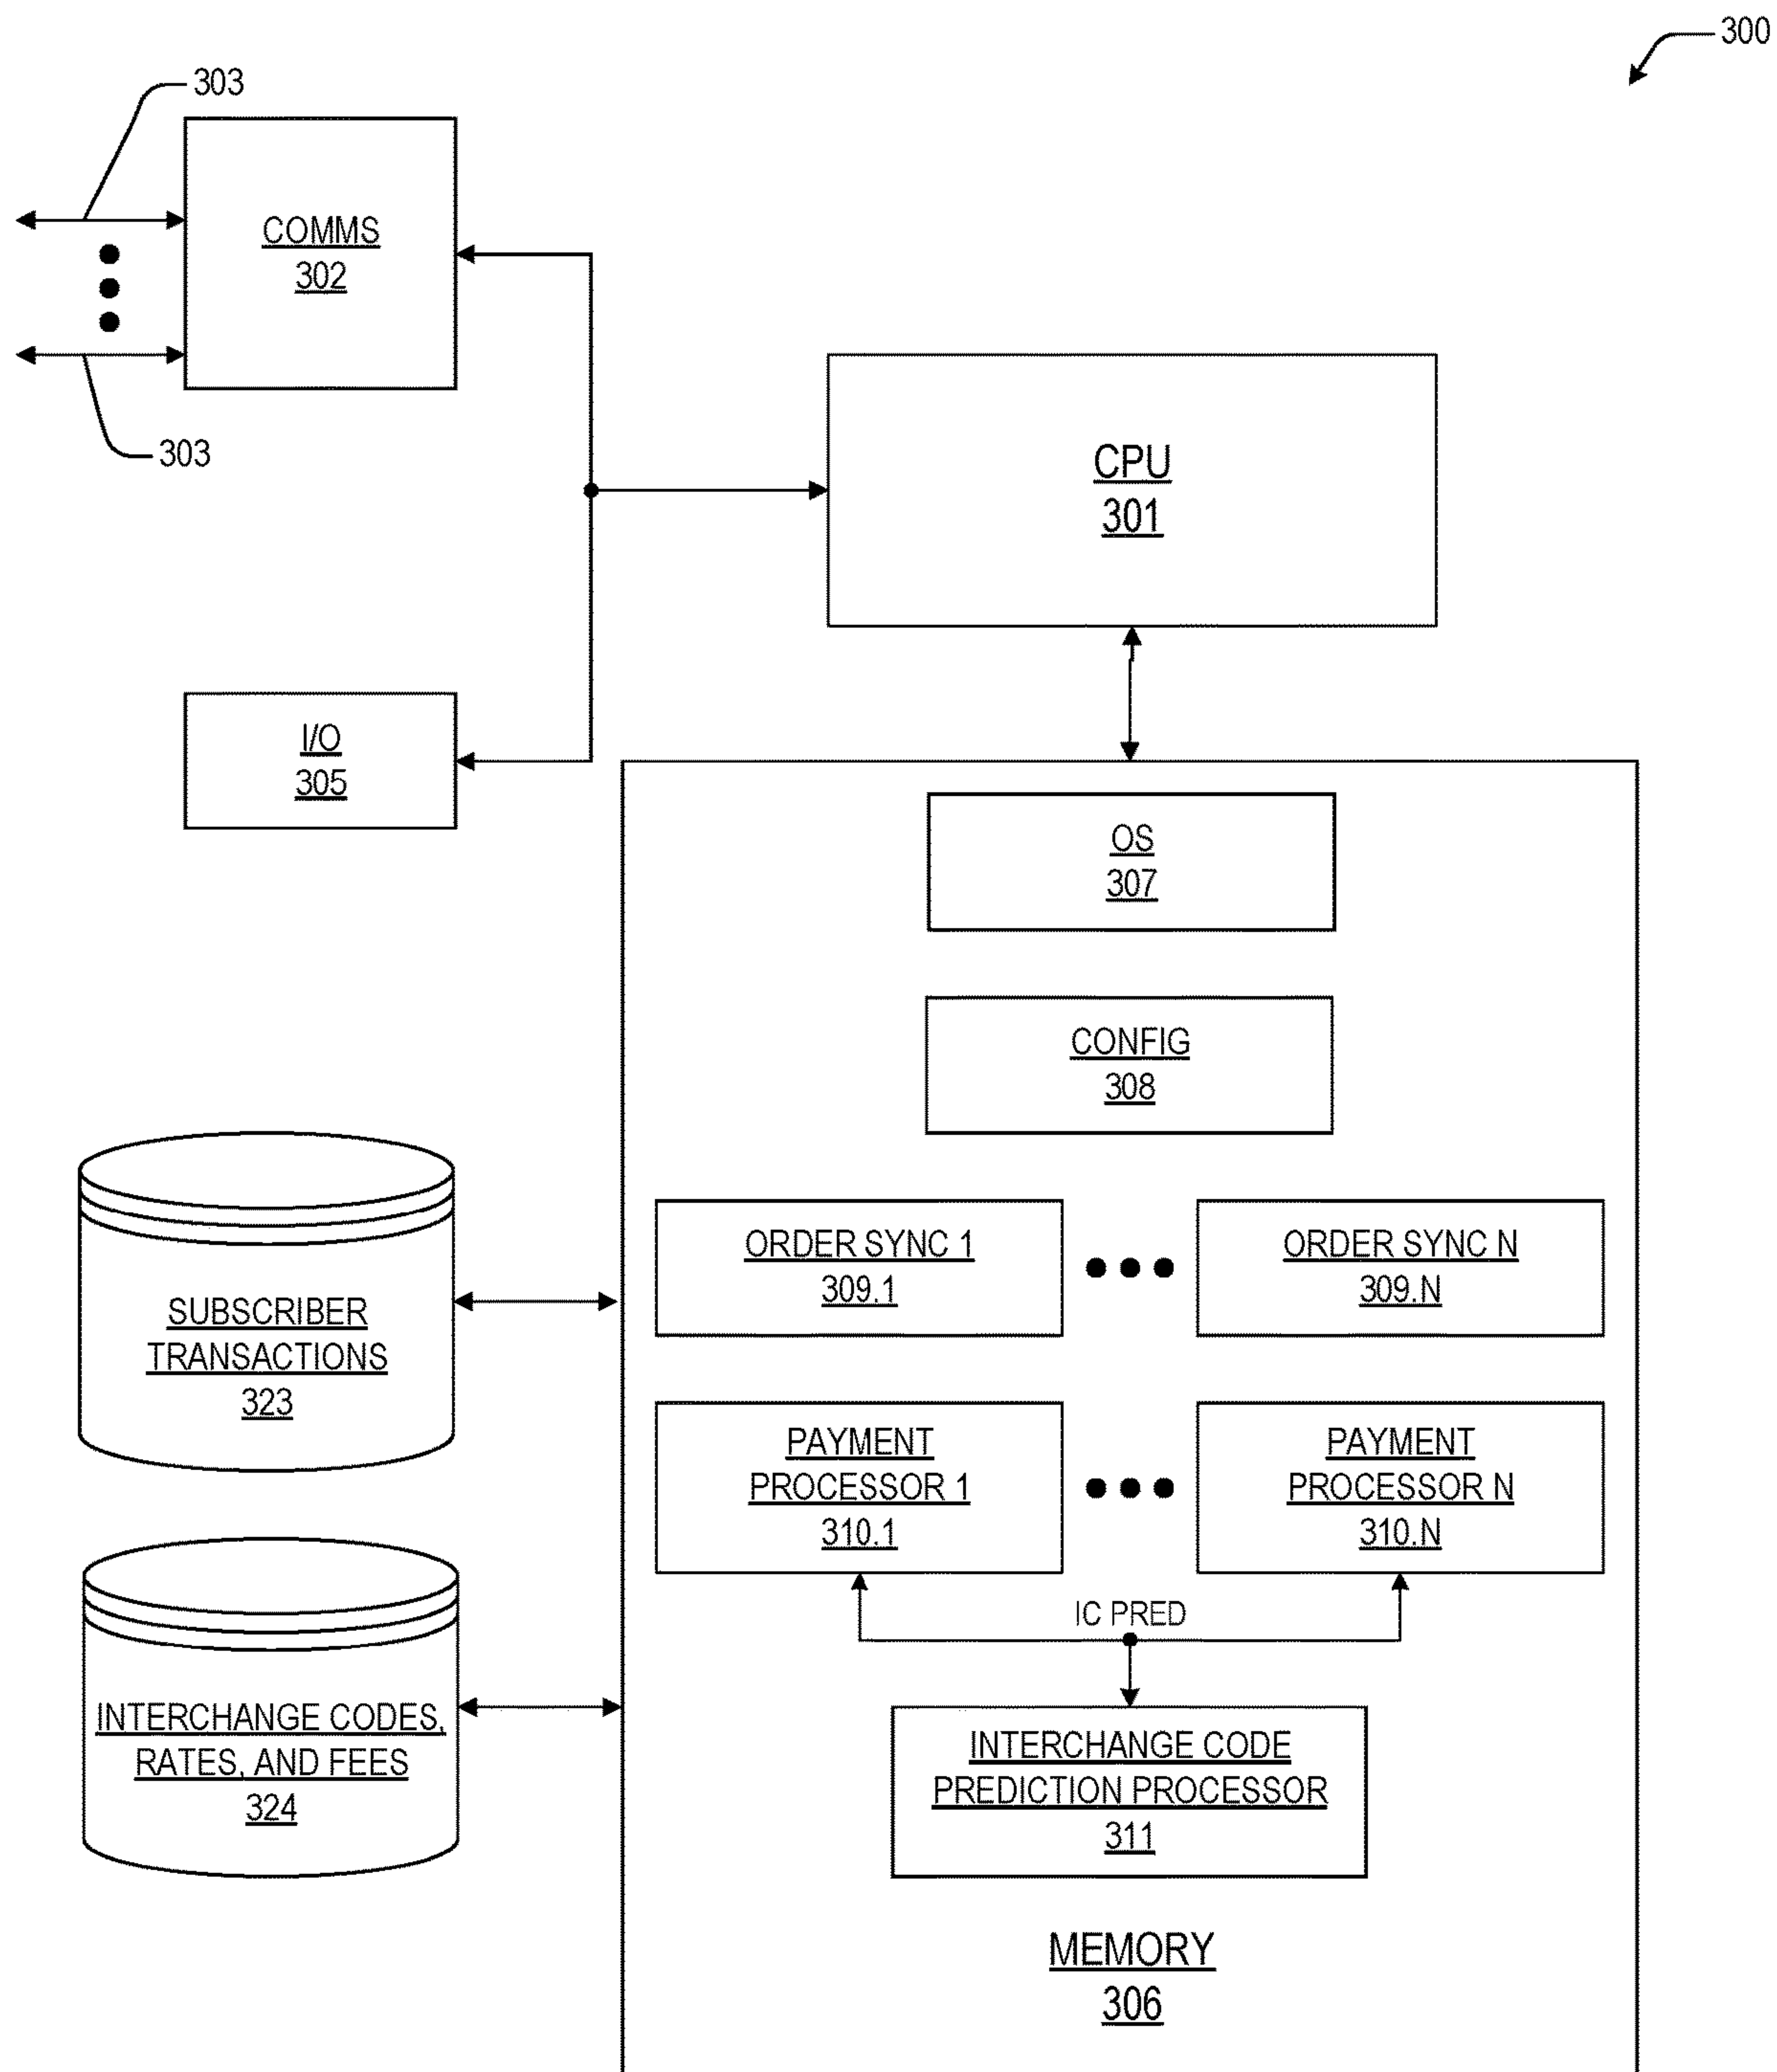 300
303
COMMS
302
303
CPU
301
I/O
305
OS
307
CONFIG
308
ORDER SYNC 1
309.1
ORDER SYNC N
309.N
SUBSCRIBER
TRANSACTIONS
323
PAYMENT
PROCESSOR 1
310.1
PAYMENT
PROCESSOR N
310.N
IC PRED
INTERCHANGE CODES,
RATES, AND FEES
324
INTERCHANGE CODE
PREDICTION PROCESSOR
311
MEMORY
306